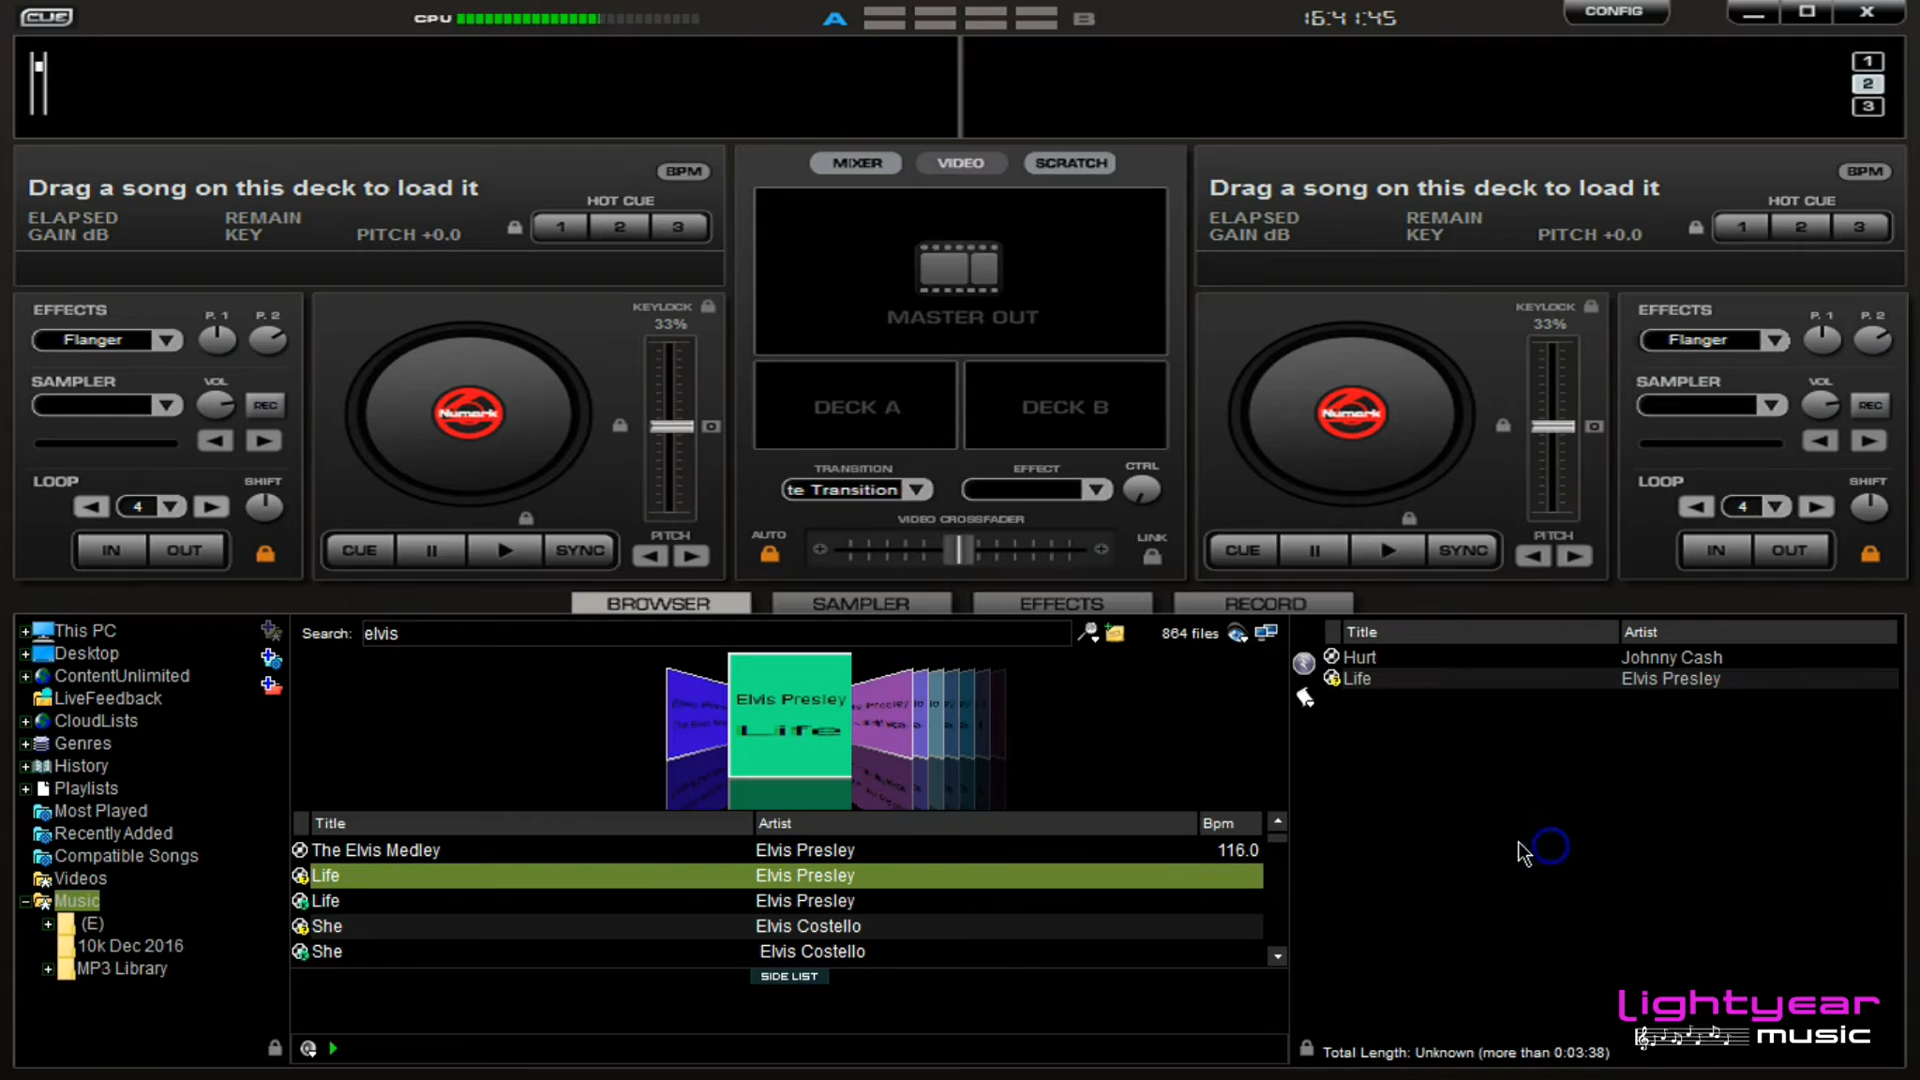 CUE
CPU
A
B
16:41:45
CONFIG
1
2
3
BPM
Drag a song on this deck to load it
ELAPSED REMAIN
GAIN dB KEY PITCH +0.0
HOT CUE
1 2 3
MIXER VIDEO SCRATCH
MASTER OUT
DECK A DECK B
BPM
Drag a song on this deck to load it
ELAPSED REMAIN
GAIN dB KEY PITCH +0.0
HOT CUE
1 2 3
EFFECTS P. 1 P. 2
Flanger
SAMPLER VOL
REC
LOOP SHIFT
4
IN OUT
KEYLOCK
33%
Numark
CUE SYNC PITCH
TRANSITION EFFECT CTRL
te Transition
VIDEO CROSSFADER
AUTO LINK
KEYLOCK
33%
Numark
CUE SYNC PITCH
EFFECTS P. 1 P. 2
Flanger
SAMPLER VOL
REC
LOOP SHIFT
4
IN OUT
BROWSER SAMPLER EFFECTS RECORD
This PC
Desktop
ContentUnlimited
LiveFeedback
CloudLists
Genres
History
Playlists
Most Played
Recently Added
Compatible Songs
Videos
Music
(E)
10k Dec 2016
MP3 Library
Search: elvis
864 files
Elvis Presley
Life
Title Artist Bpm
The Elvis Medley Elvis Presley 116.0
Life Elvis Presley
Life Elvis Presley
She Elvis Costello
She Elvis Costello
SIDE LIST
Title Artist
Hurt Johnny Cash
Life Elvis Presley
Total Length: Unknown (more than 0:03:38)
lightyear
music